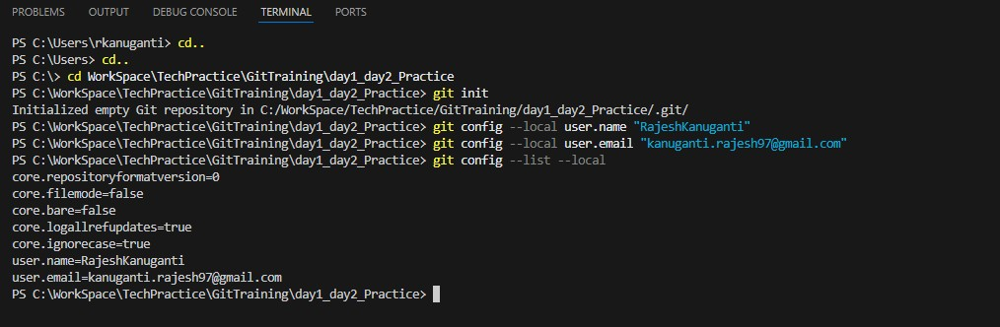 PROBLEMS OUTPUT DEBUG CONSOLE TERMINAL PORTS
PS C:\Users\rkanuganti> cd..
PS C:\Users> cd..
PS C:\> cd WorkSpace\TechPractice\GitTraining\day1_day2_Practice
PS C:\WorkSpace\TechPractice\GitTraining\day1_day2_Practice> git init
Initialized empty Git repository in C:/WorkSpace/TechPractice/GitTraining/day1_day2_Practice/.git/
PS C:\WorkSpace\TechPractice\GitTraining\day1_day2_Practice> git config --local user.name "RajeshKanuganti"
PS C:\WorkSpace\TechPractice\GitTraining\day1_day2_Practice> git config --local user.email "kanuganti.rajesh97@gmail.com"
PS C:\WorkSpace\TechPractice\GitTraining\day1_day2_Practice> git config --list --local
core.repositoryformatversion=0
core.filemode=false
core.bare=false
core.logallrefupdates=true
core.ignorecase=true
user.name=RajeshKanuganti
user.email=kanuganti.rajesh97@gmail.com
PS C:\WorkSpace\TechPractice\GitTraining\day1_day2_Practice>